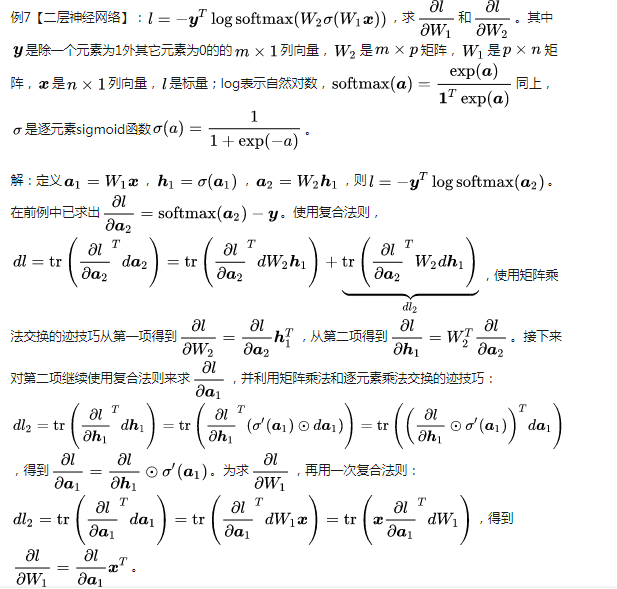 例7【二层神经网络】：$l = -\boldsymbol{y}^T \log \text{softmax}(W_2\sigma(W_1\boldsymbol{x}))$，求$\frac{\partial l}{\partial W_1}$和$\frac{\partial l}{\partial W_2}$。其中
$\boldsymbol{y}$是除一个元素为1外其它元素为0的的$m \times 1$列向量，$W_2$是$m \times p$矩阵，$W_1$是$p \times n$矩
阵，$\boldsymbol{x}$是$n \times 1$列向量，$l$是标量；log表示自然对数，$\text{softmax}(\boldsymbol{a}) = \frac{\exp(\boldsymbol{a})}{\boldsymbol{1}^T \exp(\boldsymbol{a})}$同上，
$\sigma$是逐元素sigmoid函数$\sigma(a) = \frac{1}{1 + \exp(-a)}$。
解：定义$\boldsymbol{a}_1 = W_1\boldsymbol{x}$，$\boldsymbol{h}_1 = \sigma(\boldsymbol{a}_1)$，$\boldsymbol{a}_2 = W_2\boldsymbol{h}_1$，则$l = -\boldsymbol{y}^T \log \text{softmax}(\boldsymbol{a}_2)$。
在前例中已求出$\frac{\partial l}{\partial \boldsymbol{a}_2} = \text{softmax}(\boldsymbol{a}_2) - \boldsymbol{y}$。使用复合法则，
$dl = \text{tr}\left(\frac{\partial l}{\partial \boldsymbol{a}_2}^T d\boldsymbol{a}_2\right) = \text{tr}\left(\frac{\partial l}{\partial \boldsymbol{a}_2}^T dW_2\boldsymbol{h}_1\right) + \underbrace{\text{tr}\left(\frac{\partial l}{\partial \boldsymbol{a}_2}^T W_2 d\boldsymbol{h}_1\right)}_{dl_2}$，使用矩阵乘
法交换的迹技巧从第一项得到$\frac{\partial l}{\partial W_2} = \frac{\partial l}{\partial \boldsymbol{a}_2}\boldsymbol{h}_1^T$，从第二项得到$\frac{\partial l}{\partial \boldsymbol{h}_1} = W_2^T \frac{\partial l}{\partial \boldsymbol{a}_2}$。接下来
对第二项继续使用复合法则来求$\frac{\partial l}{\partial \boldsymbol{a}_1}$，并利用矩阵乘法和逐元素乘法交换的迹技巧：
$dl_2 = \text{tr}\left(\frac{\partial l}{\partial \boldsymbol{h}_1}^T d\boldsymbol{h}_1\right) = \text{tr}\left(\frac{\partial l}{\partial \boldsymbol{h}_1}^T (\sigma'(\boldsymbol{a}_1) \odot d\boldsymbol{a}_1)\right) = \text{tr}\left(\left(\frac{\partial l}{\partial \boldsymbol{h}_1} \odot \sigma'(\boldsymbol{a}_1)\right)^T d\boldsymbol{a}_1\right)$
，得到$\frac{\partial l}{\partial \boldsymbol{a}_1} = \frac{\partial l}{\partial \boldsymbol{h}_1} \odot \sigma'(\boldsymbol{a}_1)$。为求$\frac{\partial l}{\partial W_1}$，再用一次复合法则：
$dl_2 = \text{tr}\left(\frac{\partial l}{\partial \boldsymbol{a}_1}^T d\boldsymbol{a}_1\right) = \text{tr}\left(\frac{\partial l}{\partial \boldsymbol{a}_1}^T dW_1\boldsymbol{x}\right) = \text{tr}\left(\boldsymbol{x}\frac{\partial l}{\partial \boldsymbol{a}_1}^T dW_1\right)$，得到
$\frac{\partial l}{\partial W_1} = \frac{\partial l}{\partial \boldsymbol{a}_1}\boldsymbol{x}^T$。